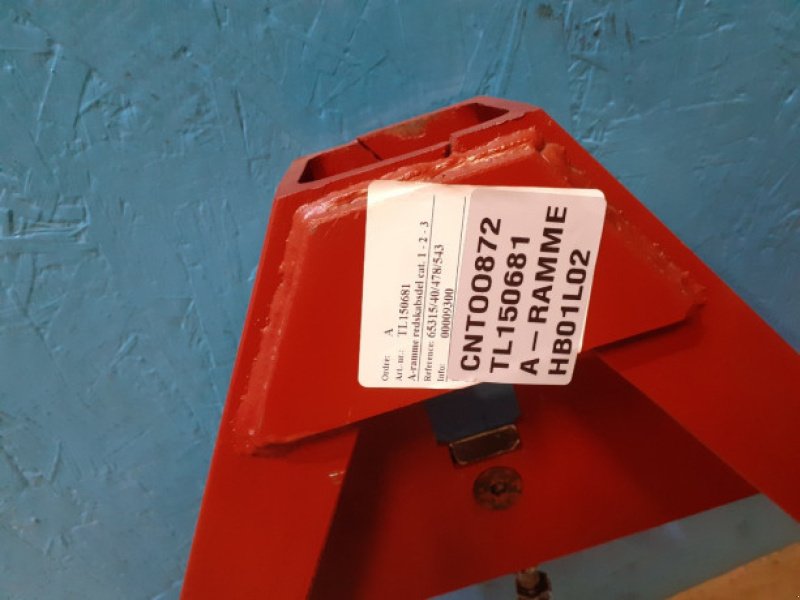 Ordre: A
Art.-nr.: TL150681
A-ramme redskabsdel cat. 1 - 2 - 3
Reference: 65315/40/478/543
Info: 00009300
CNTOO872
TL150681
A – RAMME
HB01L02